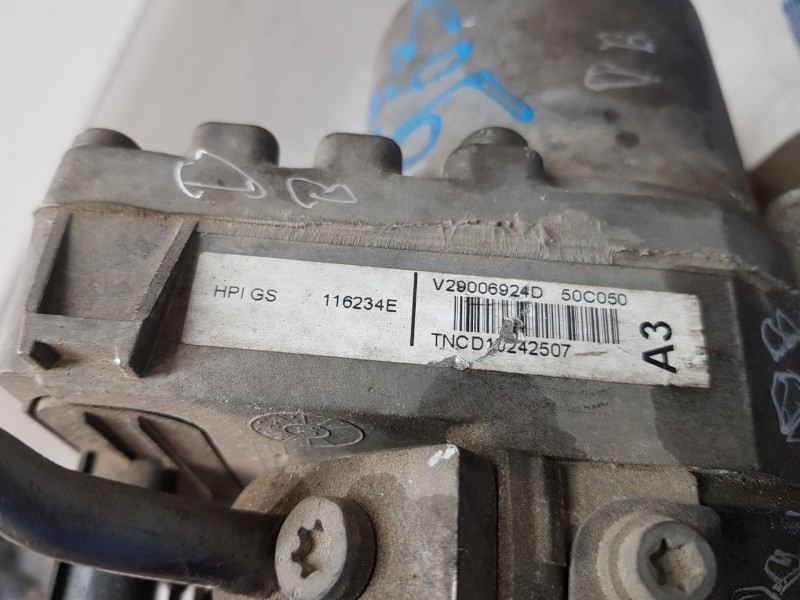 HPI GS 116234E
V29006924D 50C050
TNCD10242507
A3